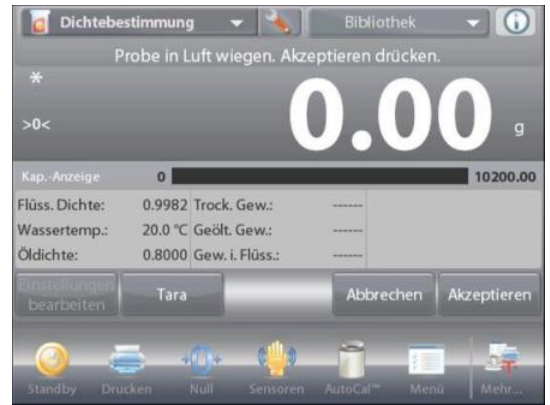 Dichtebestimmung Bibliothek
Probe in Luft wiegen. Akzeptieren drücken.
*
>0<
0.00 g
Kap.-Anzeige 0 10200.00
Flüss. Dichte: 0.9982 Trock. Gew.: ------
Wassertemp.: 20.0 °C Geölt. Gew.: ------
Öldichte: 0.8000 Gew. i. Flüss.: ------
Einstellungen
bearbeiten
Tara Abbrechen Akzeptieren
Standby Drucken Null Sensoren AutoCal™ Menü Mehr...